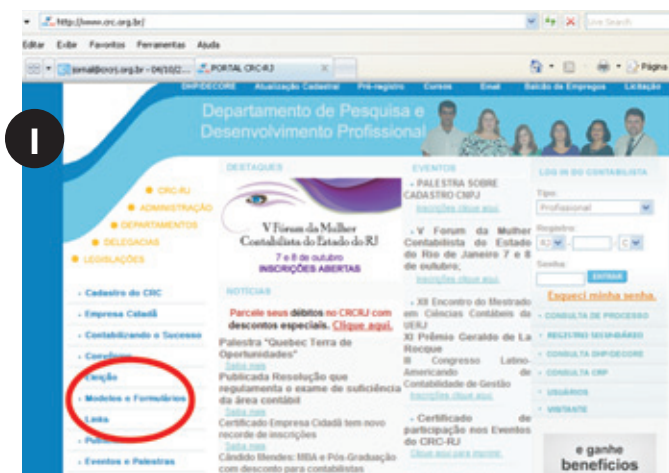 http://www.crc.org.br/
Live Search
Editar Exibir Favoritos Ferramentas Ajuda
PORTAL CRC-RJ
Página
DHP/DECORE Atualização Cadastral Pré-registro Cursos Email Balcão de Empregos Licitação
Departamento de Pesquisa e
Desenvolvimento Profissional
I
CRC-RJ
ADMINISTRAÇÃO
DEPARTAMENTOS
DELEGACIAS
LEGISLAÇÕES
Cadastro do CRC
Empresa Cidadã
Contabilizando o Sucesso
Convênios
Eleição
Modelos e Formulários
Links
Eventos e Palestras
DESTAQUES
V Fórum da Mulher
Contabilista do Estado do RJ
7 e 8 de outubro
INSCRIÇÕES ABERTAS
NOTÍCIAS
Parcele seus débitos no CRCRJ com
descontos especiais. Clique aqui.
Palestra "Quebec Terra de
Oportunidades"
Saiba mais
Publicada Resolução que
regulamenta o exame de suficiência
da área contábil
Saiba mais
Certificado Empresa Cidadã tem novo
recorde de inscrições
Saiba mais
Cândido Mendes: MBA e Pós-Graduação
com desconto para contabilistas
EVENTOS
PALESTRA SOBRE
CADASTRO CNPJ
Inscrições clique aqui.
V Forum da Mulher
Contabilista do Estado
do Rio de Janeiro 7 e 8
de outubro;
Inscrições clique aqui.
XII Encontro do Mestrado
em Ciências Contábeis da
UERJ
XI Prêmio Geraldo de La
Rocque
III Congresso Latino-
Americando de
Contabilidade de Gestão
Inscrições clique aqui.
Certificado de
participação nos Eventos
do CRC-RJ
Clique aqui para imprimir.
LOG IN DO CONTABILISTA
Tipo:
Profissional
Registro:
RJ - - C
Senha:
ENTRAR
Esqueci minha senha.
CONSULTA DE PROCESSO
REGISTRO SECUNDÁRIO
CONSULTA DHP/DECORE
CONSULTA CRP
USUÁRIOS
VISITANTE
e ganhe
benefícios